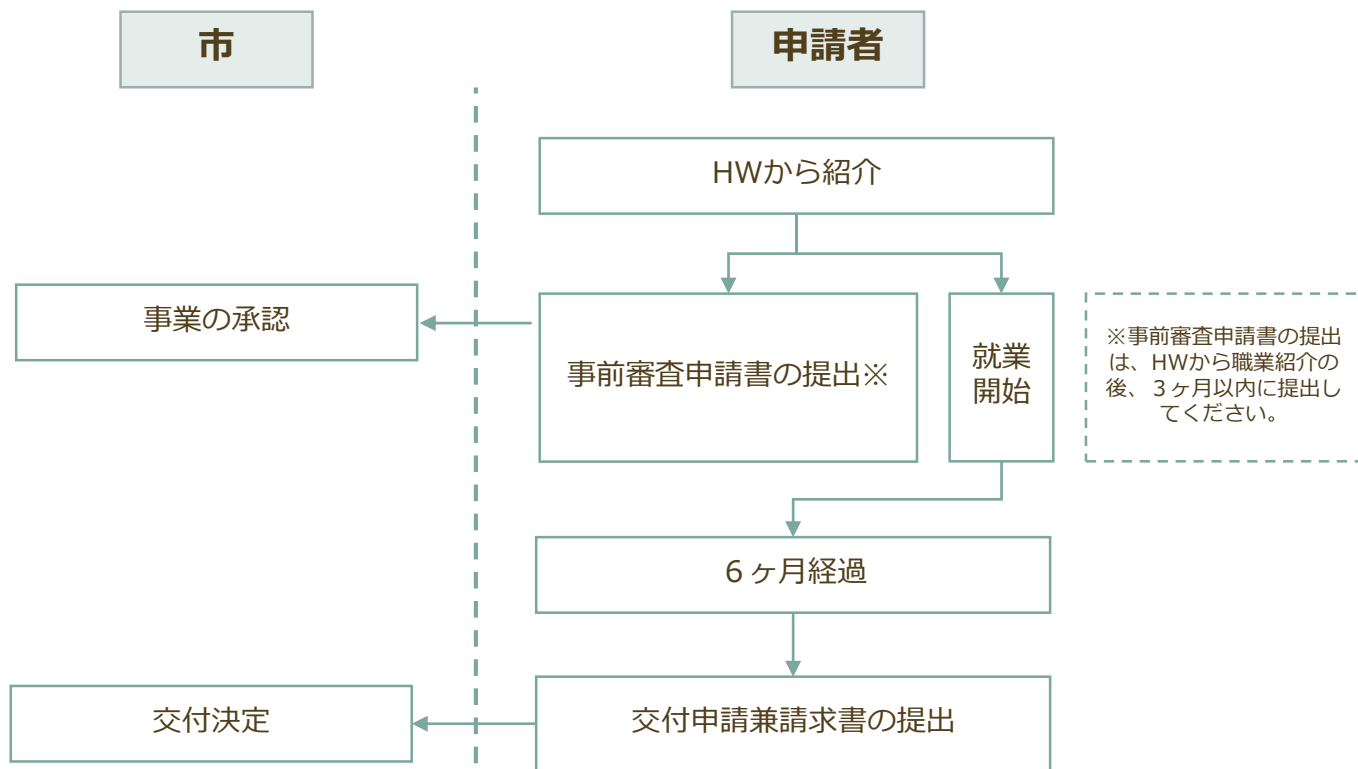 市
申請者
HWから紹介
事業の承認
事前審査申請書の提出※
就業
開始
※事前審査申請書の提出
は、HWから職業紹介の
後、３ヶ月以内に提出し
てください。
６ヶ月経過
交付決定
交付申請兼請求書の提出